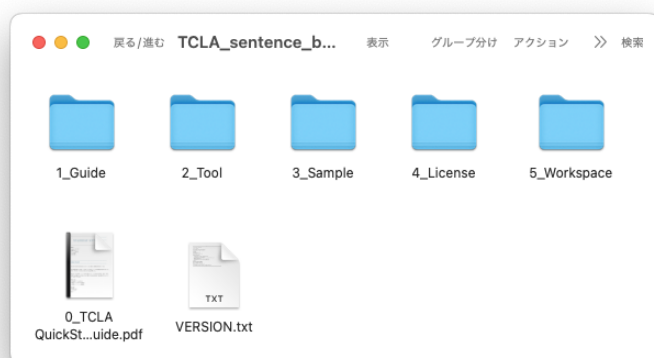 戻る/進む TCLA_sentence_b... 表示 グループ分け アクション 検索
1_Guide 2_Tool 3_Sample 4_License 5_Workspace
TXT
0_TCLA
QuickSt...uide.pdf VERSION.txt